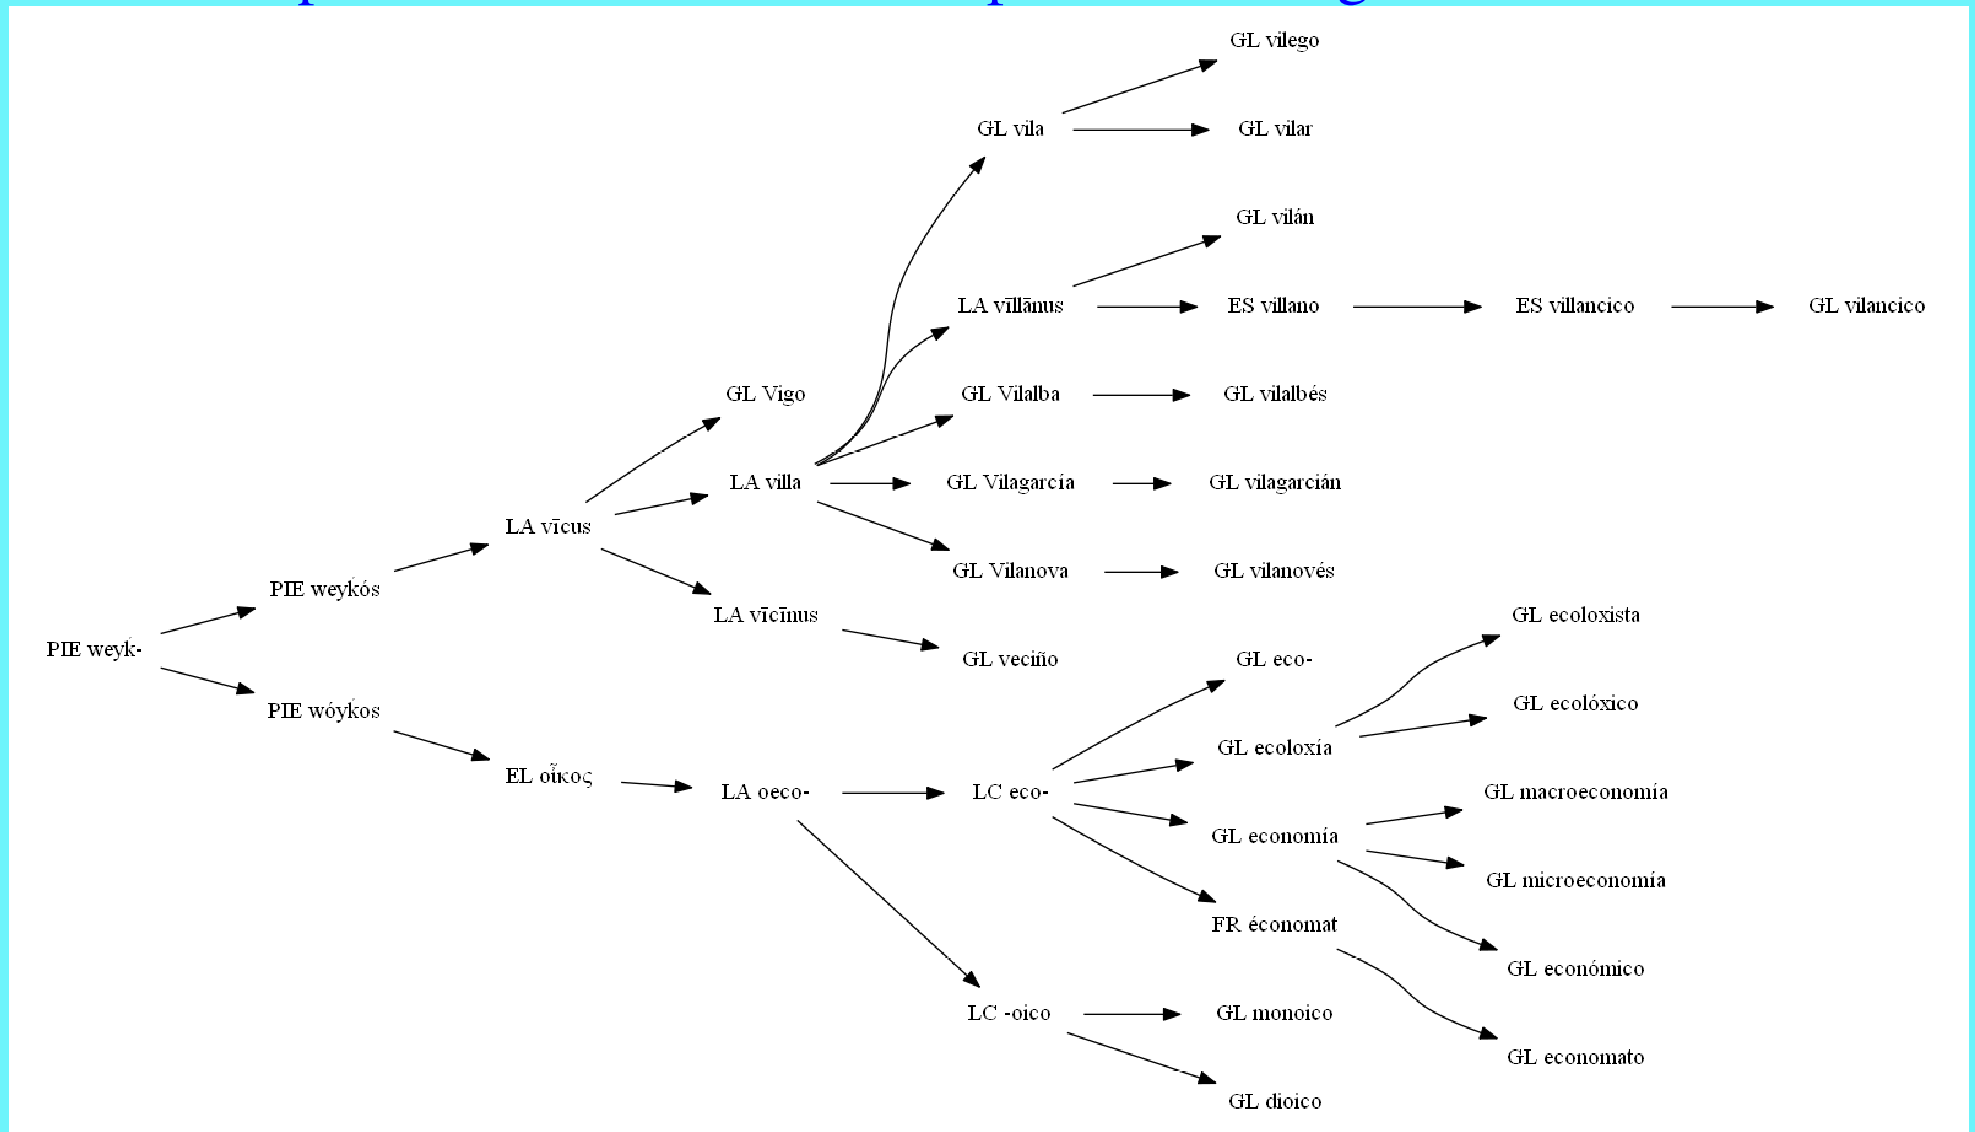 GL vilego
GL vila
GL vilar
GL vilán
LA vīllānus
ES villano
ES villancico
GL vilancico
GL Vigo
GL Vilalba
GL vilalbés
LA villa
GL Vilagarcía
GL vilagarcián
LA vīcus
GL Vilanova
GL vilanovés
PIE weyḱós
LA vīcīnus
GL ecoloxista
PIE weyḱ-
GL veciño
GL eco-
PIE wóyḱos
GL ecolóxico
GL ecoloxía
EL οἶκος
LA oeco-
LC eco-
GL macroeconomía
GL economía
GL microeconomía
FR économat
GL económico
LC -oico
GL monoico
GL economato
GL dioico